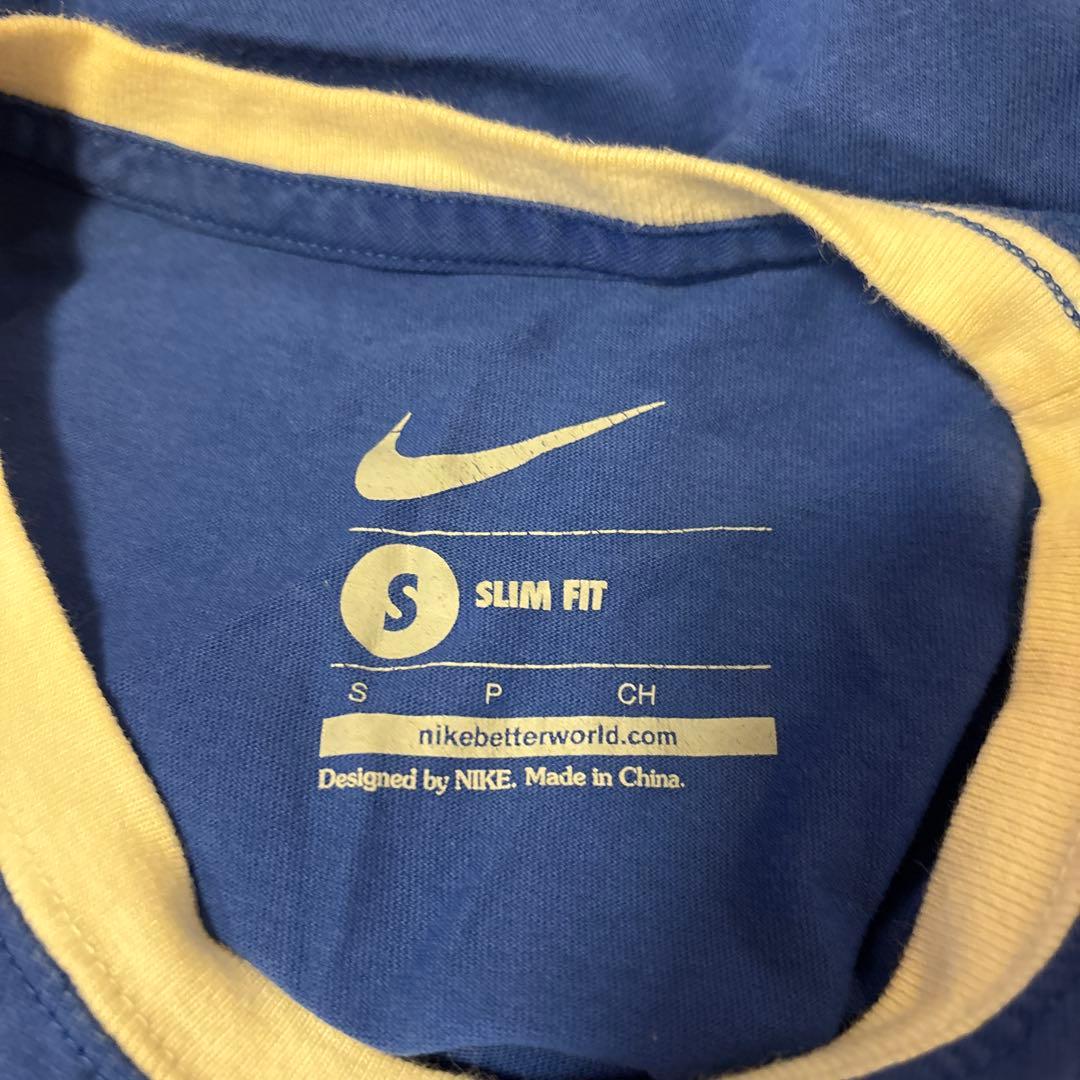 S SLIM FIT
S P CH
nikebetterworld.com
Designed by NIKE. Made in China.